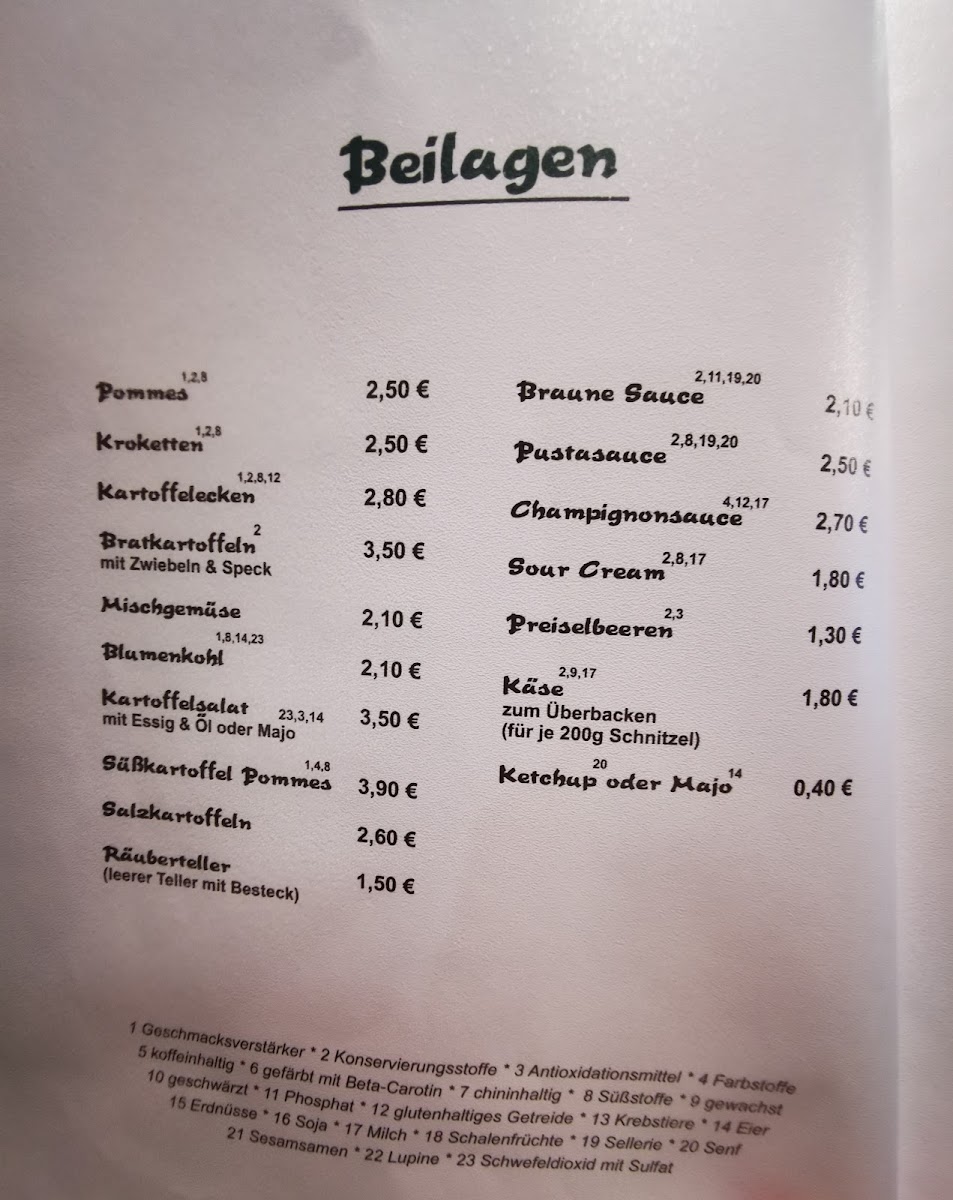 Beilagen
Pommes 1,2,8 2,50 €
Kroketten 1,2,8 2,50 €
Kartoffelecken 1,2,8,12 2,80 €
Bratkartoffeln 2 3,50 €
mit Zwiebeln & Speck
Mischgemüse 2,10 €
Blumenkohl 1,8,14,23 2,10 €
Kartoffelsalat 3,50 €
mit Essig & Öl oder Majo 23,3,14
Süßkartoffel Pommes 1,4,8 3,90 €
Salzkartoffeln 2,60 €
Räuberteller 1,50 €
(leerer Teller mit Besteck)
Braune Sauce 2,11,19,20 2,10 €
Pustasauce 2,8,19,20 2,50 €
Champignonsauce 4,12,17 2,70 €
Sour Cream 2,8,17 1,80 €
Preiselbeeren 2,3 1,30 €
Käse 2,9,17 1,80 €
zum Überbacken
(für je 200g Schnitzel)
Ketchup 20 oder Majo 14 0,40 €
1 Geschmacksverstärker * 2 Konservierungsstoffe * 3 Antioxidationsmittel * 4 Farbstoffe
5 koffeinhaltig * 6 gefärbt mit Beta-Carotin * 7 chininhaltig * 8 Süßstoffe * 9 gewachst
10 geschwärzt * 11 Phosphat * 12 glutenhaltiges Getreide * 13 Krebstiere * 14 Eier
15 Erdnüsse * 16 Soja * 17 Milch * 18 Schalenfrüchte * 19 Sellerie * 20 Senf
21 Sesamsamen * 22 Lupine * 23 Schwefeldioxid mit Sulfat